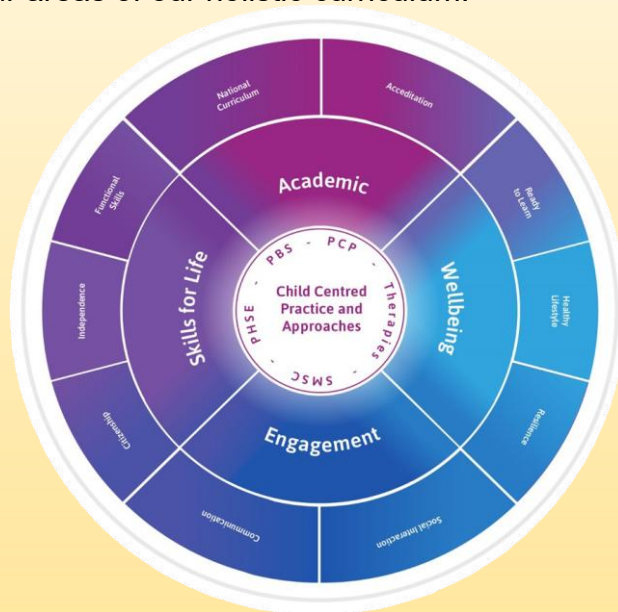 areas of our holistic curriculum.
National
Curriculum
Accreditation
Ready
to Learn
Healthy
Lifestyle
Resilience
Social Interaction
Communication
Citizenship
Independence
Functional
Skills
Academic
Wellbeing
Engagement
Skills for Life
PBS - PCP - Therapies - SMSC - PHSE -
Child Centred
Practice and
Approaches